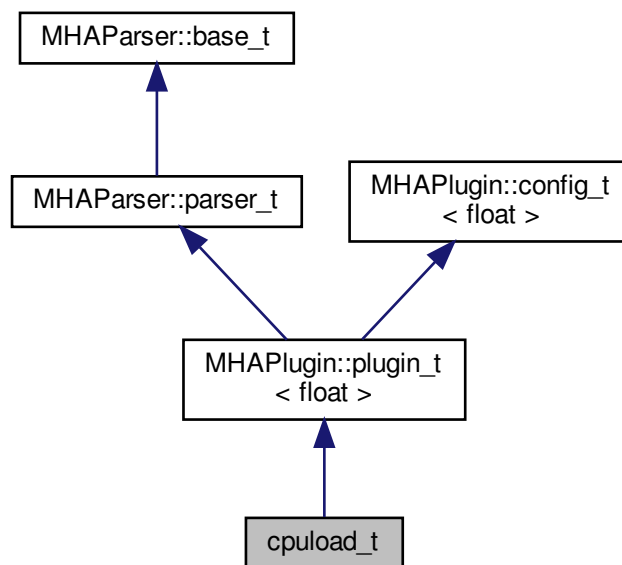 MHAParser::base_t
MHAParser::parser_t
MHAPlugin::config_t
< float >
MHAPlugin::plugin_t
< float >
cpuload_t